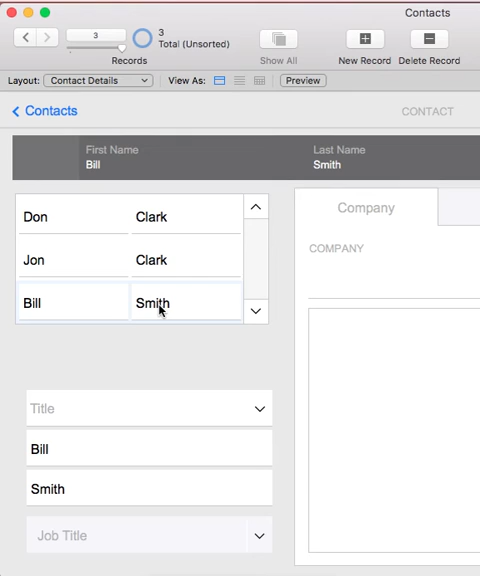 Contacts
3
3
Total (Unsorted)
Records
Show All
New Record
Delete Record
Layout:
Contact Details
View As:
Preview
Contacts
CONTACT
First Name
Last Name
Bill
Smith
Don
Clark
Jon
Clark
Bill
Smith
Company
COMPANY
Title
Bill
Smith
Job Title